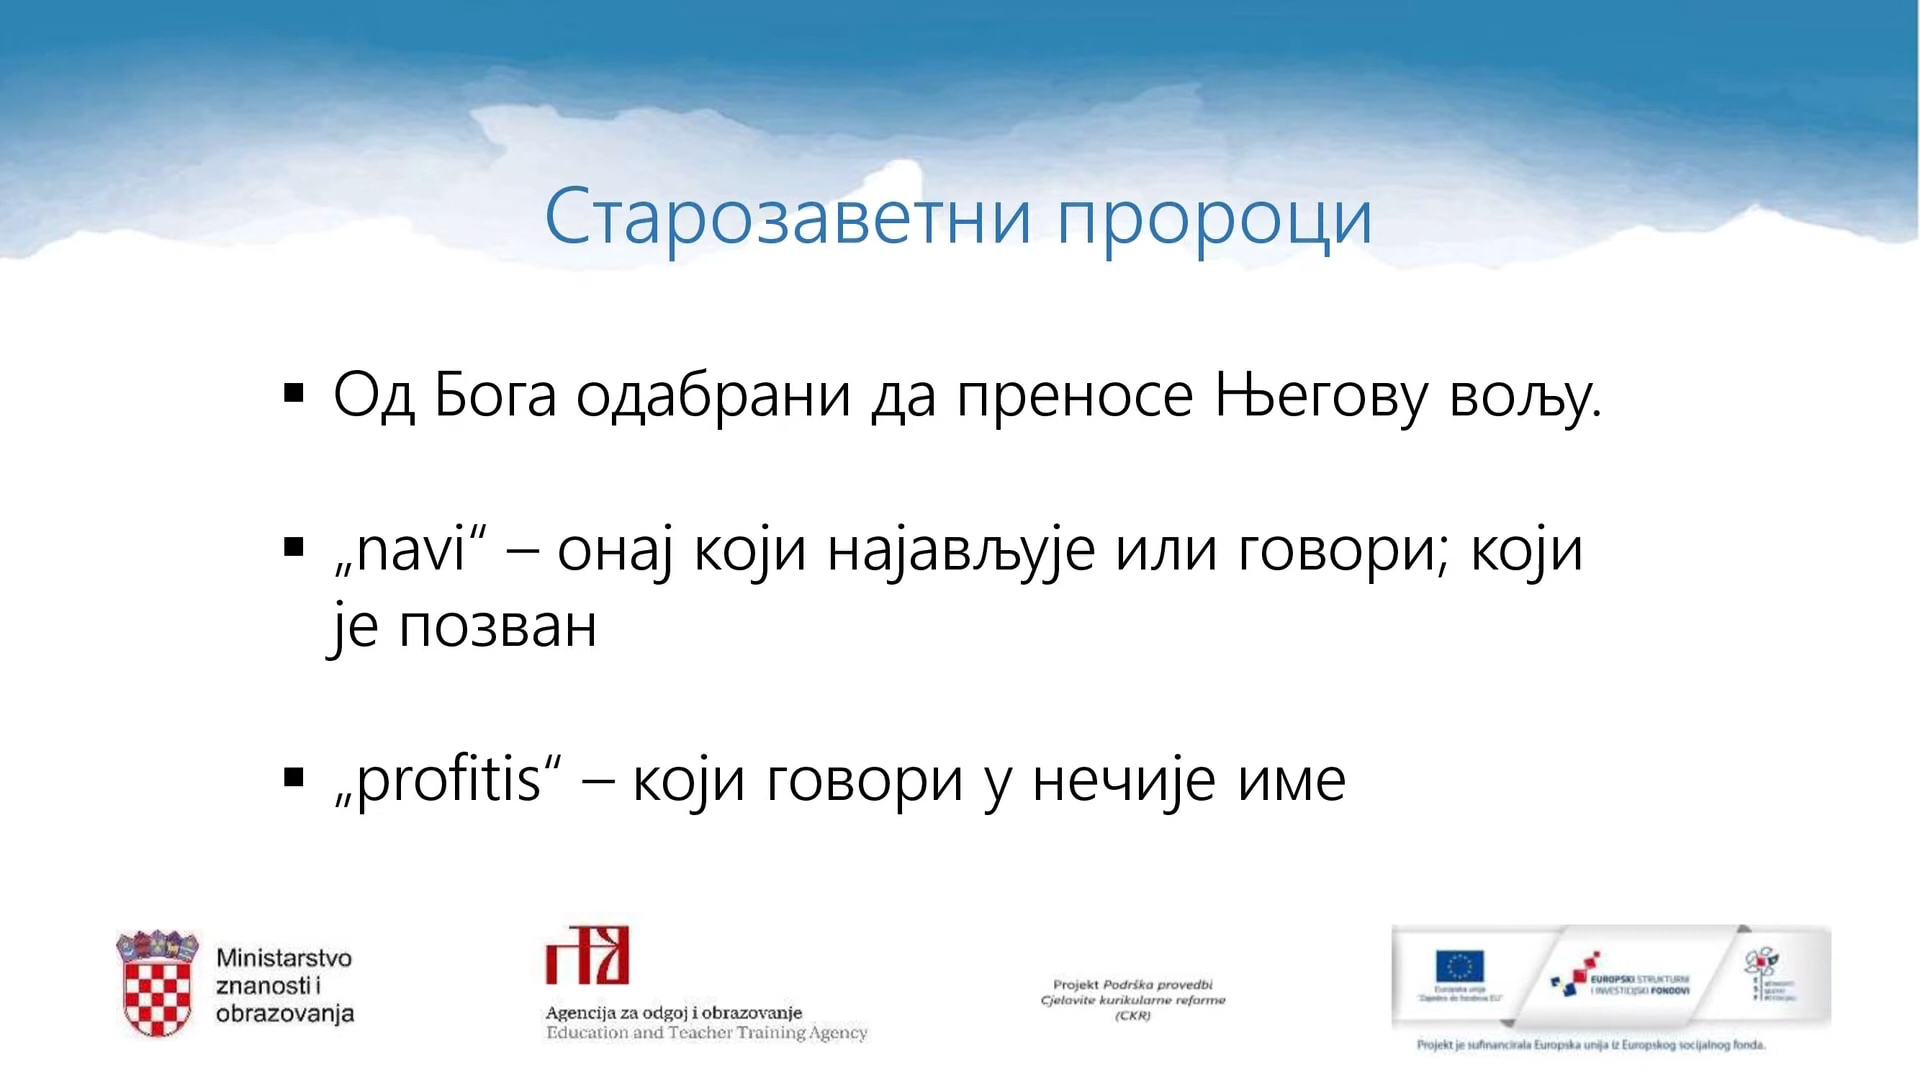 Старозаветни пророци
▪ Од Бога одабрани да преносе Његову вољу.
▪ „navi“ – онај који најављује или говори; који
је позван
▪ „profitis“ – који говори у нечије име
Ministarstvo
znanosti i
obrazovanja
Agencija za odgoj i obrazovanje
Education and Teacher Training Agency
Projekt Podrška provedbi
Cjelovite kurikularne reforme
(CKR)
Europska unija
"Zajedno do fondova EU"
EUROPSKI STRUKTURNI
I INVESTICIJSKI FONDOVI
Projekt je sufinancirala Europska unija iz Europskog socijalnog fonda.